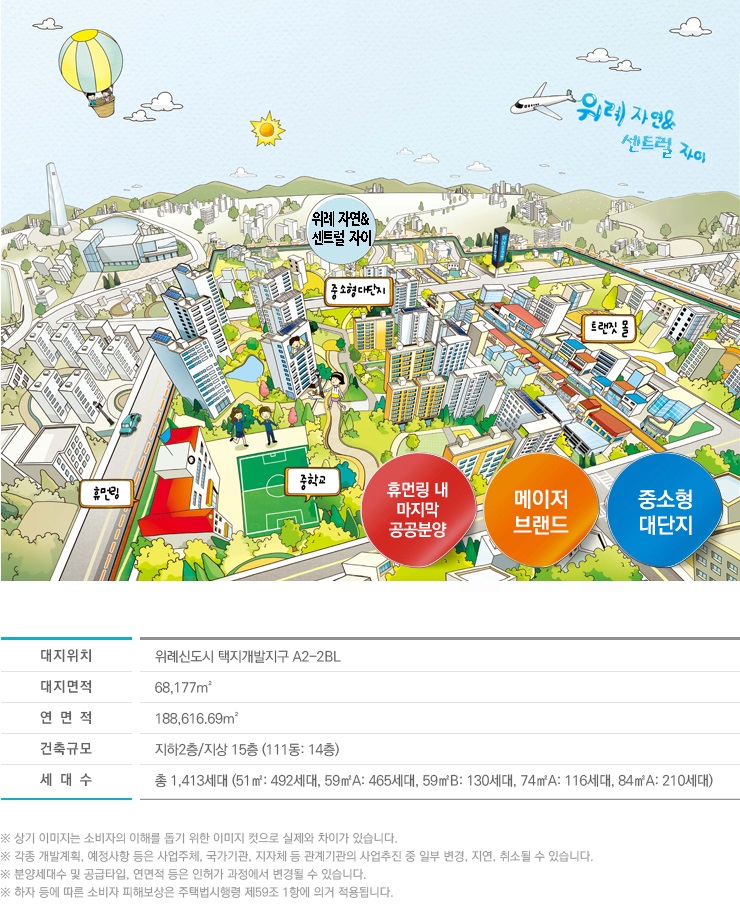 위례 자연&
센트럴 자이
위례 자연&
센트럴 자이
중소형대단지
트랜짓 몰
휴먼링
중학교
휴먼링 내
마지막
공공분양
메이저
브랜드
중소형
대단지
대지위치 위례신도시 택지개발지구 A2-2BL
대지면적 68,177㎡
연 면 적 188,616.69㎡
건축규모 지하2층/지상 15층 (111동: 14층)
세 대 수 총 1,413세대 (51㎡: 492세대, 59㎡A: 465세대, 59㎡B: 130세대, 74㎡A: 116세대, 84㎡A: 210세대)
※ 상기 이미지는 소비자의 이해를 돕기 위한 이미지 컷으로 실제와 차이가 있습니다.
※ 각종 개발계획, 예정사항 등은 사업주체, 국가기관, 지자체 등 관계기관의 사업추진 중 일부 변경, 지연, 취소될 수 있습니다.
※ 분양세대수 및 공급타입, 연면적 등은 인허가 과정에서 변경될 수 있습니다.
※ 하자 등에 따른 소비자 피해보상은 주택법시행령 제59조 1항에 의거 적용됩니다.